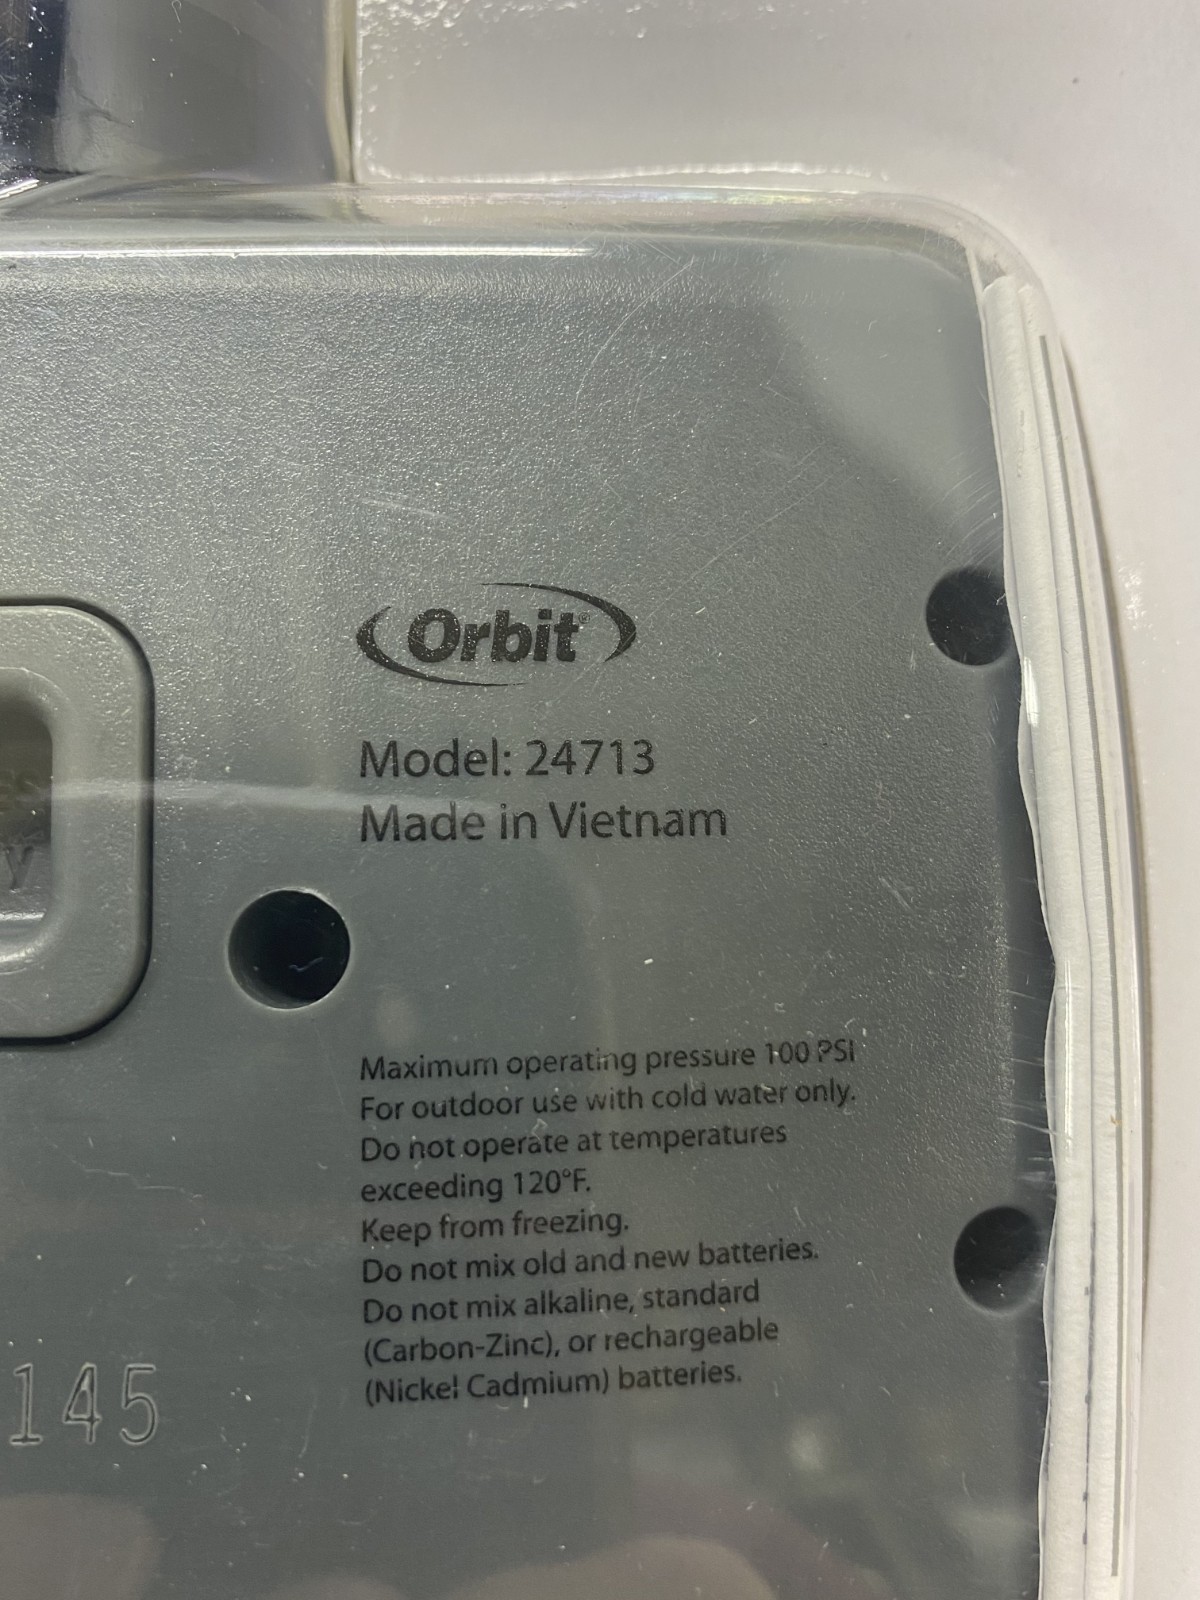 Orbit®
Model: 24713
Made in Vietnam
Maximum operating pressure 100 PSI
For outdoor use with cold water only.
Do not operate at temperatures
exceeding 120°F.
Keep from freezing.
Do not mix old and new batteries.
Do not mix alkaline, standard
(Carbon-Zinc), or rechargeable
(Nickel Cadmium) batteries.
145